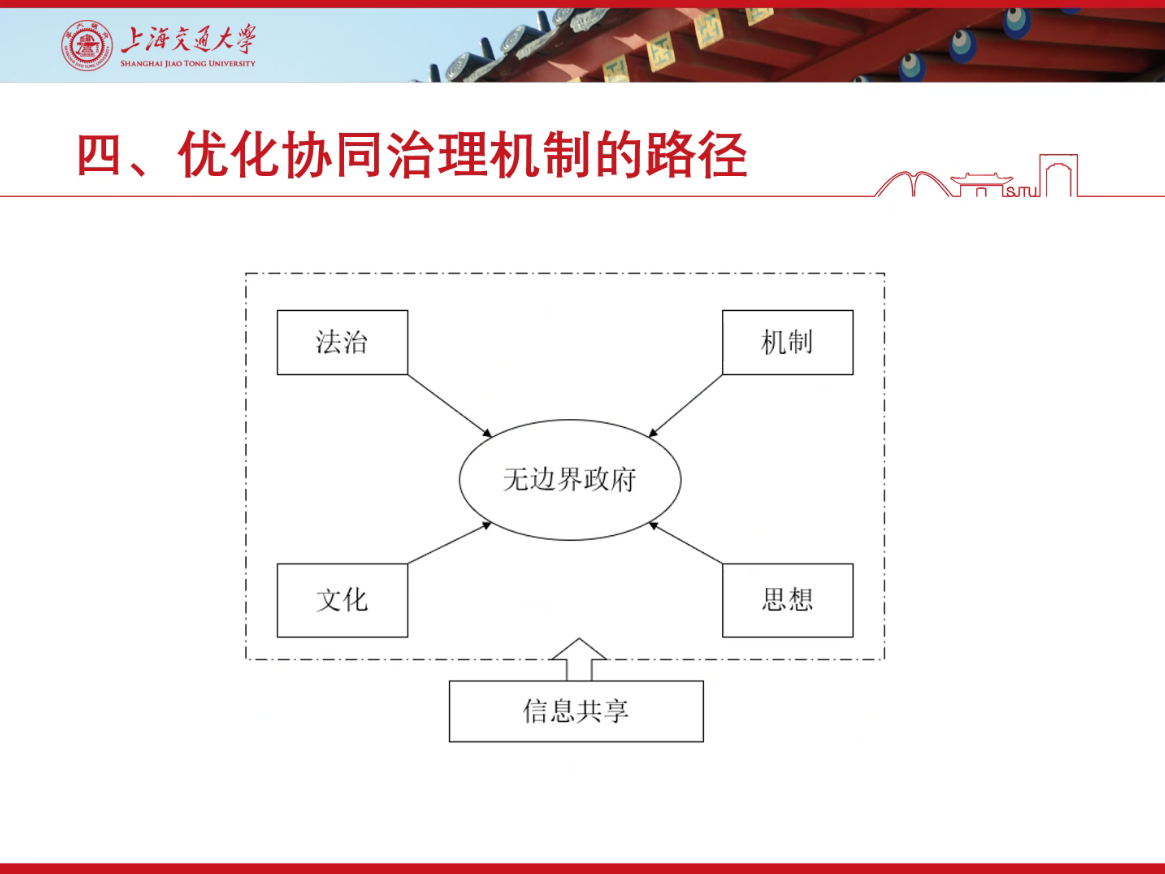 上海交通大学
SHANGHAI JIAO TONG UNIVERSITY
四、优化协同治理机制的路径
SJTU
法治
机制
无边界政府
文化
思想
信息共享